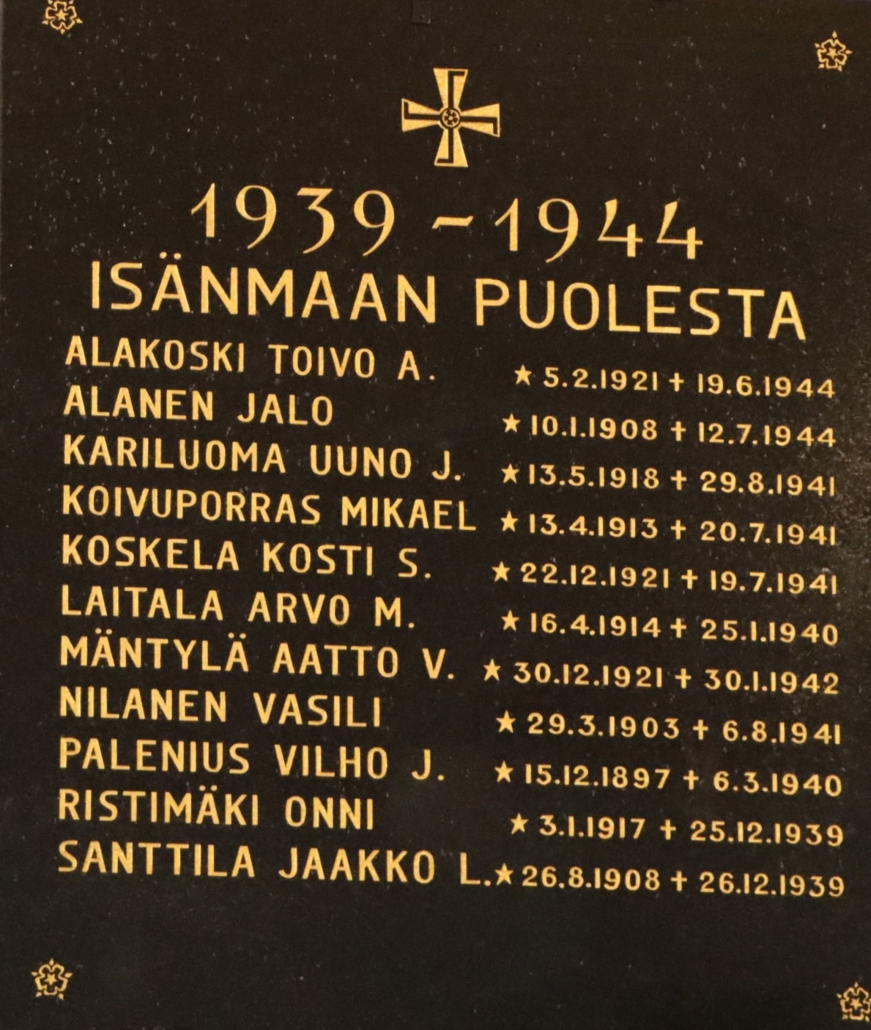 1939 - 1944
ISÄNMAAN PUOLESTA
ALAKOSKI TOIVO A. ★ 5.2.1921 ✝ 19.6.1944
ALANEN JALO ★ 10.1.1908 ✝ 12.7.1944
KARILUOMA UUNO J. ★ 13.5.1918 ✝ 29.8.1941
KOIVUPORRAS MIKAEL ★ 13.4.1913 ✝ 20.7.1941
KOSKELA KOSTI S. ★ 22.12.1921 ✝ 19.7.1941
LAITALA ARVO M. ★ 16.4.1914 ✝ 25.1.1940
MÄNTYLÄ AATTO V. ★ 30.12.1921 ✝ 30.1.1942
NILANEN VASILI ★ 29.3.1903 ✝ 6.8.1941
PALENIUS VILHO J. ★ 15.12.1897 ✝ 6.3.1940
RISTIMÄKI ONNI ★ 3.1.1917 ✝ 25.12.1939
SANTTILA JAAKKO L. ★ 26.8.1908 ✝ 26.12.1939